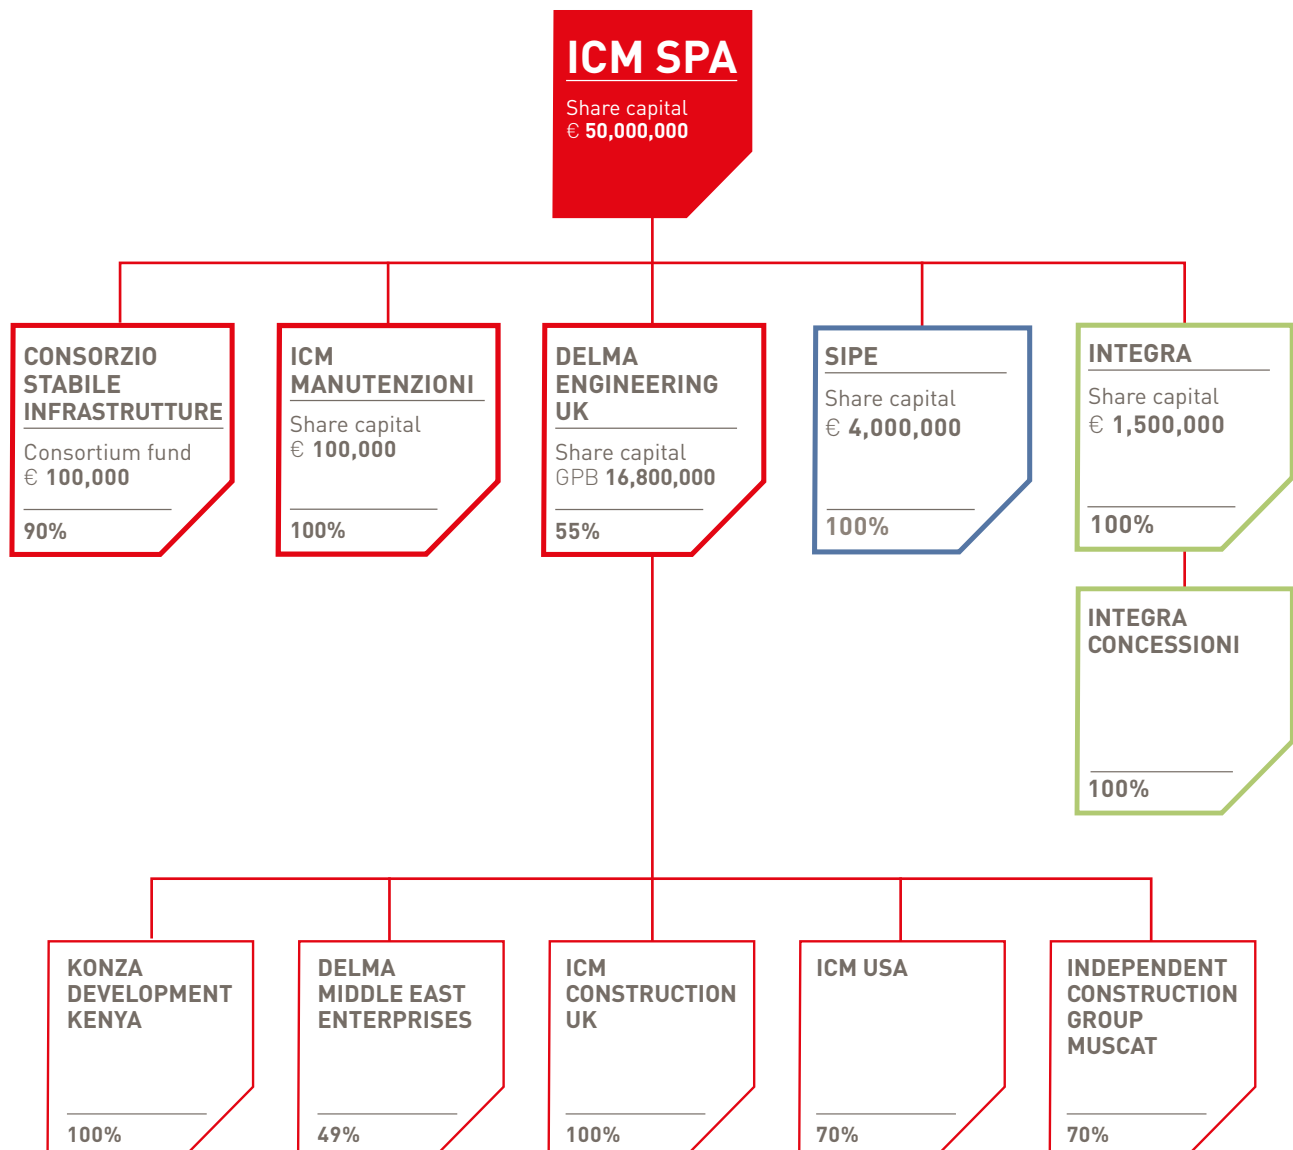 ICM SPA
Share capital
€ 50,000,000
CONSORZIO
STABILE
INFRASTRUTTURE
Consortium fund
€ 100,000
90%
ICM
MANUTENZIONI
Share capital
€ 100,000
100%
DELMA
ENGINEERING
UK
Share capital
GPB 16,800,000
55%
SIPE
Share capital
€ 4,000,000
100%
INTEGRA
Share capital
€ 1,500,000
100%
INTEGRA
CONCESSIONI
100%
KONZA
DEVELOPMENT
KENYA
100%
DELMA
MIDDLE EAST
ENTERPRISES
49%
ICM
CONSTRUCTION
UK
100%
ICM USA
70%
INDEPENDENT
CONSTRUCTION
GROUP
MUSCAT
70%